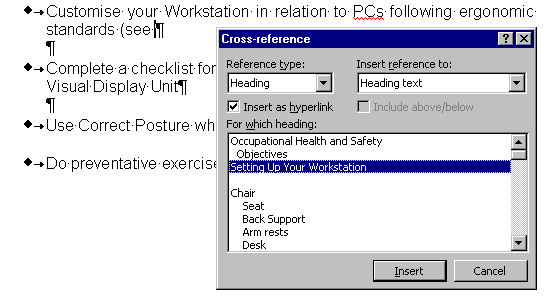 Customise your Workstation in relation to PCs following ergonomic
standards (see ¶
¶
Complete a checklist for
Visual Display Unit¶
¶
Use Correct Posture wh
Do preventative exercise
Cross-reference
Reference type:
Insert reference to:
Heading
Heading text
Insert as hyperlink
Include above/below
For which heading:
Occupational Health and Safety
Objectives
Setting Up Your Workstation
Chair
Seat
Back Support
Arm rests
Desk
Insert
Cancel